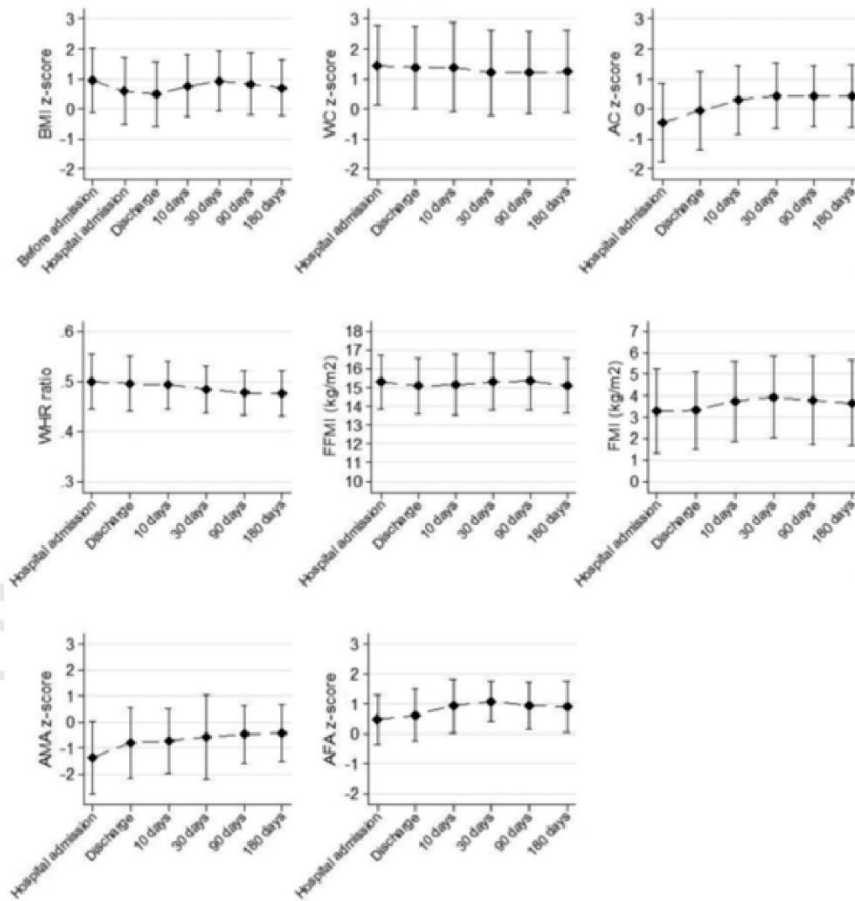 BMI z-score
3
2
1
0
-1
-2
Before admission
Hospital admission
Discharge
10 days
30 days
90 days
180 days
WC z-score
3
2
1
0
-1
-2
Hospital admission
Discharge
10 days
30 days
90 days
180 days
AC z-score
3
2
1
0
-1
-2
Hospital admission
Discharge
10 days
30 days
90 days
180 days
WHR ratio
.6
.5
.4
.3
Hospital admission
Discharge
10 days
30 days
90 days
180 days
FFMI (kg/m2)
18
17
16
15
14
13
12
11
10
Hospital admission
Discharge
10 days
30 days
90 days
180 days
FMI (kg/m2)
7
6
5
4
3
2
1
0
Hospital admission
Discharge
10 days
30 days
90 days
180 days
AMA z-score
3
2
1
0
-1
-2
Hospital admission
Discharge
10 days
30 days
90 days
180 days
AFA z-score
3
2
1
0
-1
-2
Hospital admission
Discharge
10 days
30 days
90 days
180 days